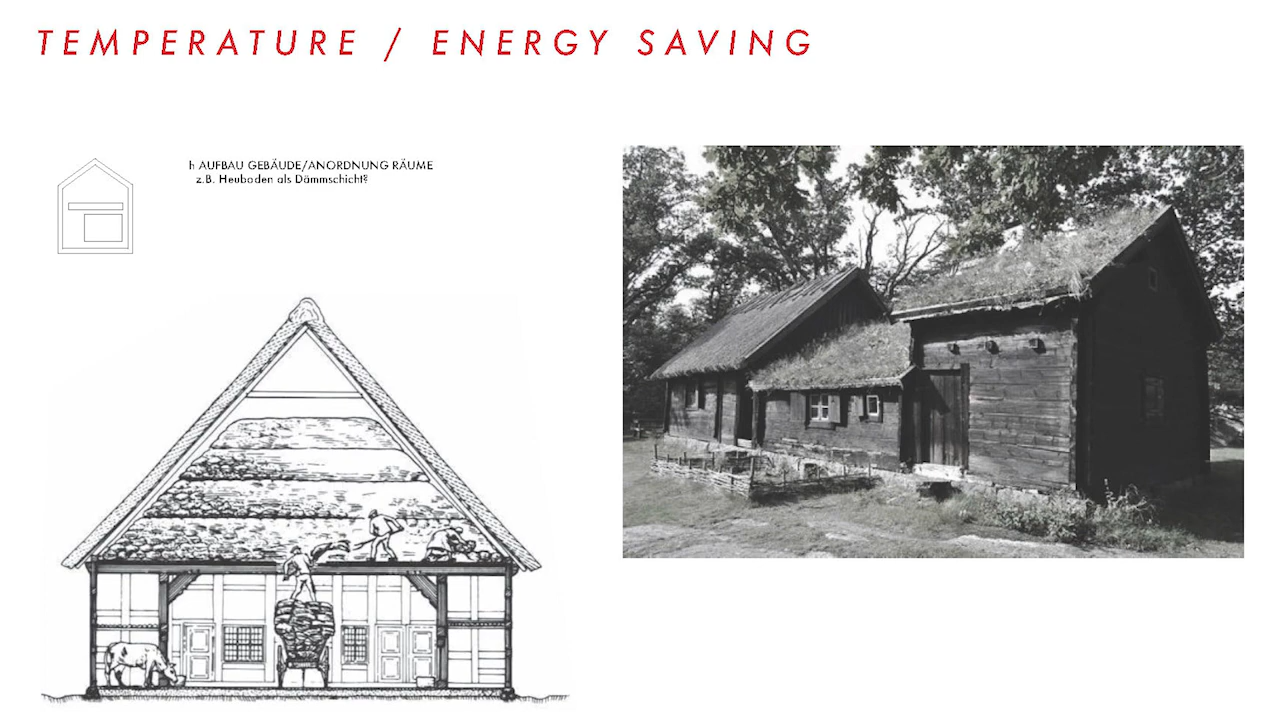 TEMPERATURE / ENERGY SAVING
h AUFBAU GEBÄUDE/ANORDNUNG RÄUME
z.B. Heuboden als Dämmschicht?